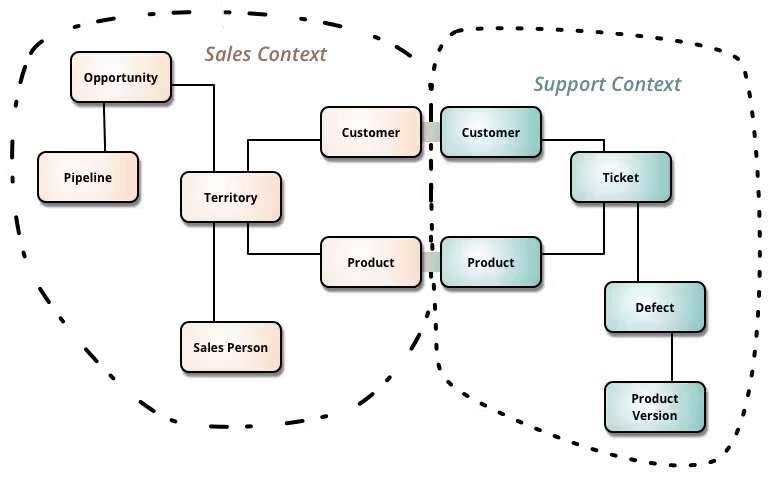 Sales Context
Opportunity
Support Context
Customer
Customer
Pipeline
Ticket
Territory
Product
Product
Defect
Sales Person
Product
Version